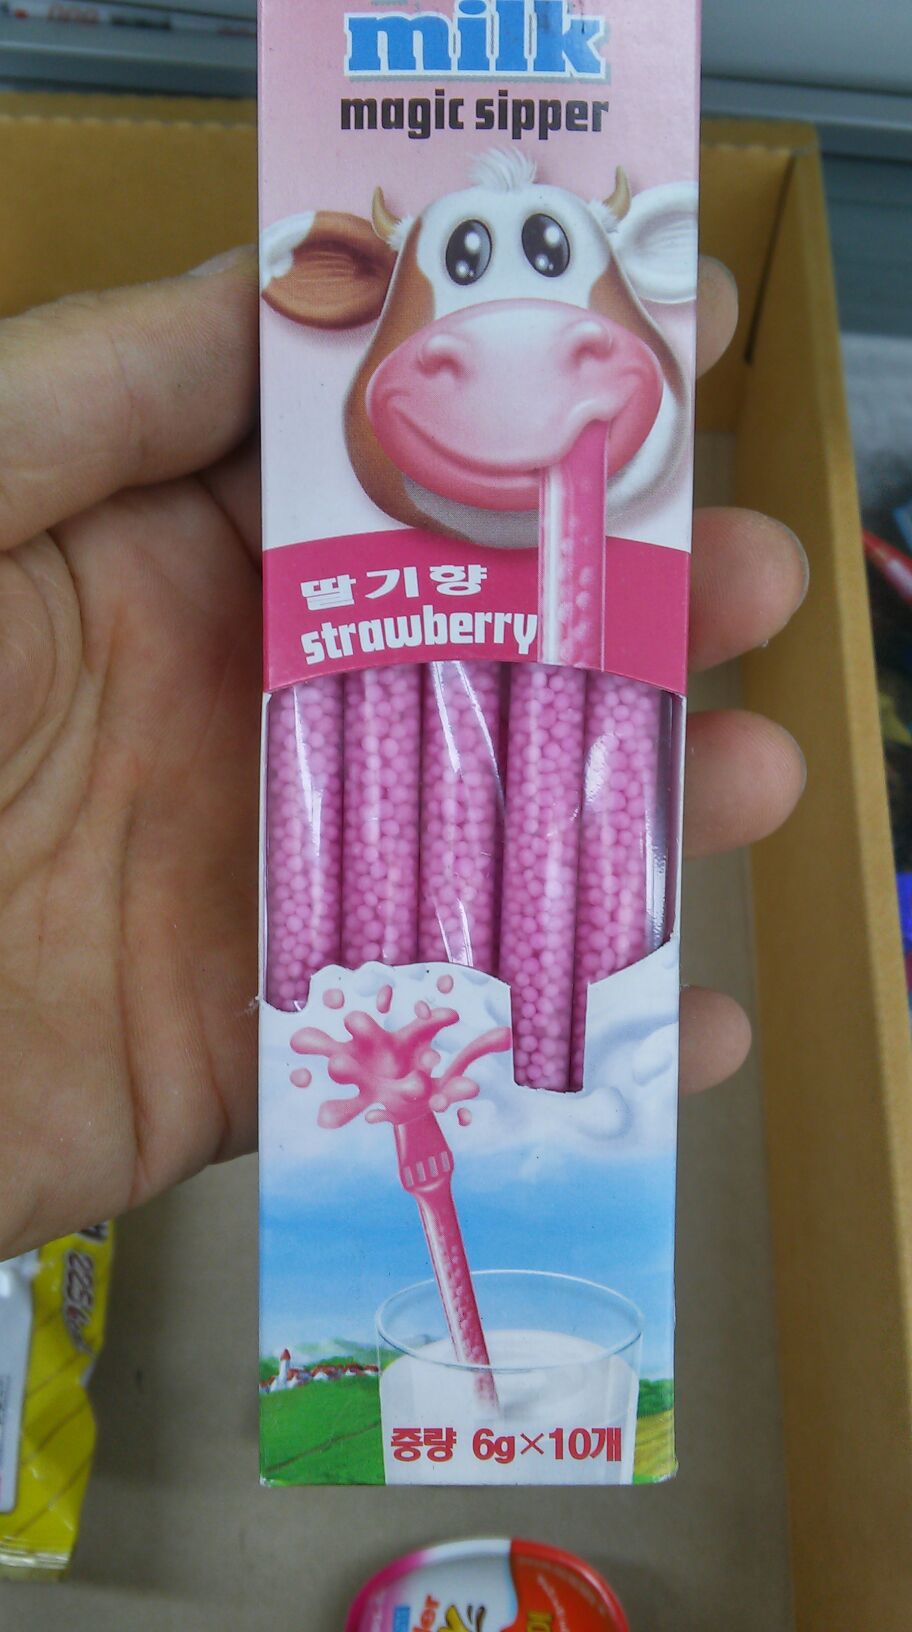 milk
magic sipper
딸기향
strawberry
중량 6g×10개